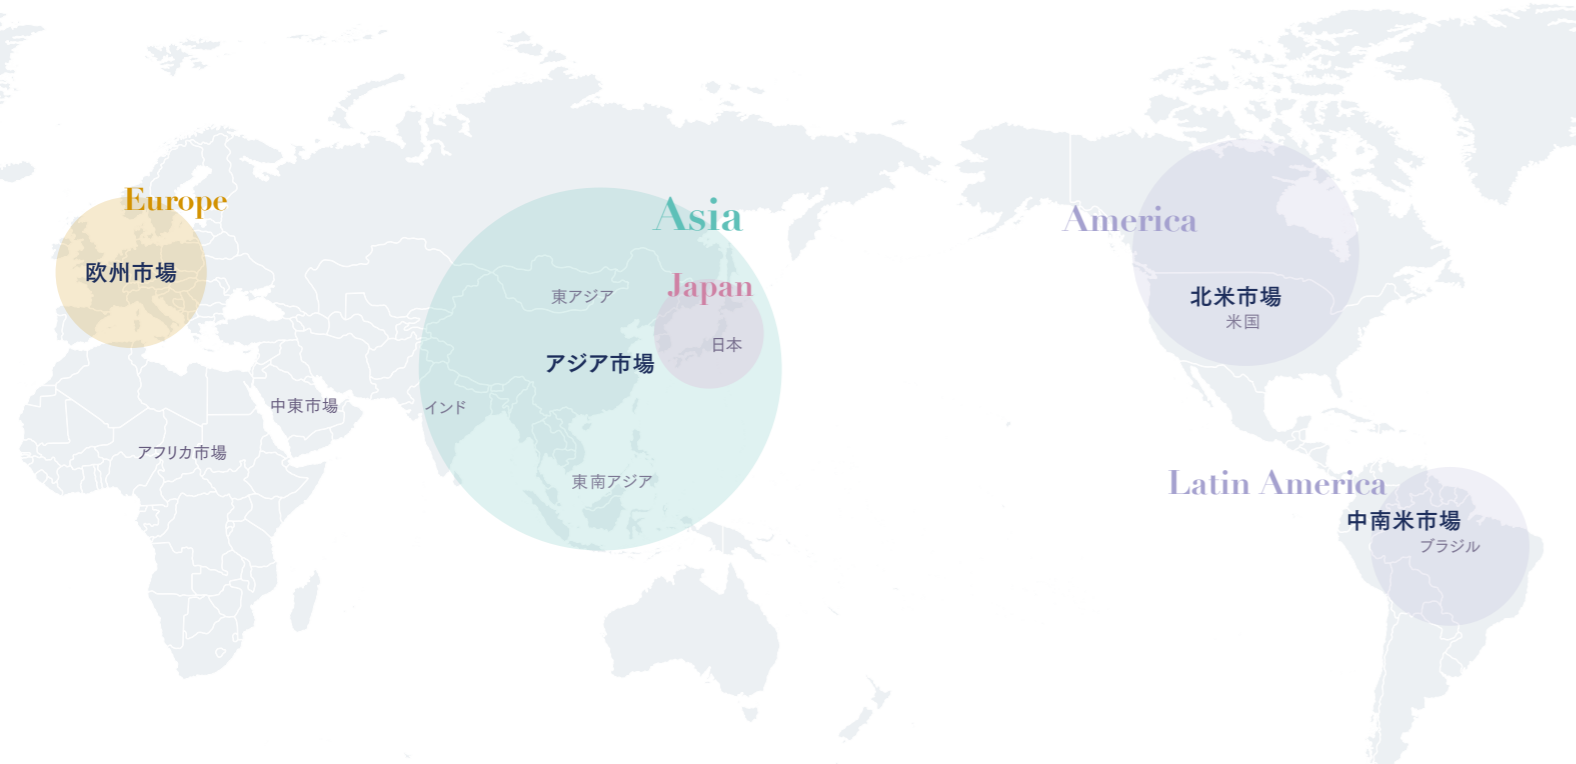 Europe
欧州市場
中東市場
アフリカ市場
Asia
東アジア
Japan
日本
アジア市場
インド
東南アジア
America
北米市場
米国
Latin America
中南米市場
ブラジル